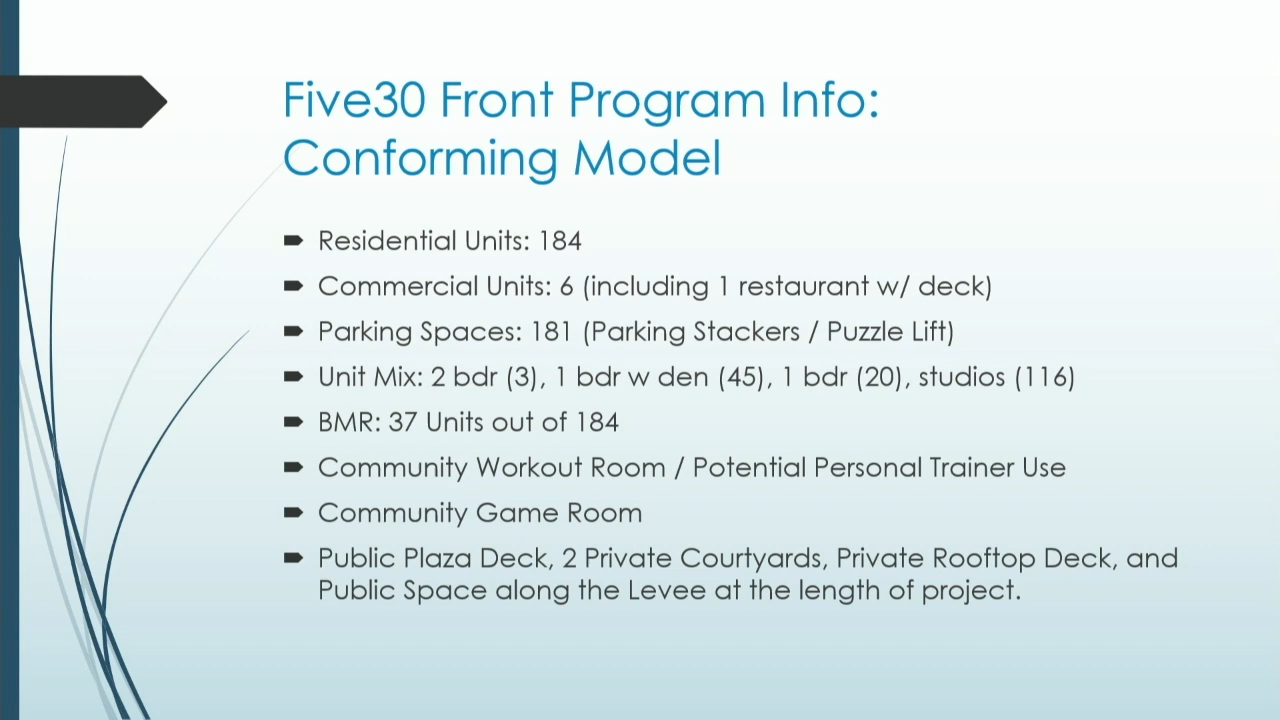 Five30 Front Program Info:
Conforming Model
Residential Units: 184
Commercial Units: 6 (including 1 restaurant w/ deck)
Parking Spaces: 181 (Parking Stackers / Puzzle Lift)
Unit Mix: 2 bdr (3), 1 bdr w den (45), 1 bdr (20), studios (116)
BMR: 37 Units out of 184
Community Workout Room / Potential Personal Trainer Use
Community Game Room
Public Plaza Deck, 2 Private Courtyards, Private Rooftop Deck, and
Public Space along the Levee at the length of project.